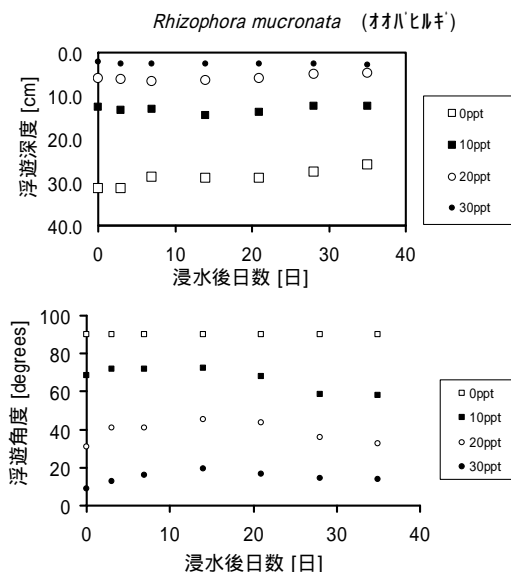 Rhizophora mucronata （ｵｵﾊﾞﾋﾙｷﾞ）
0.0
10.0
20.0
30.0
40.0
浮遊深度 [cm]
0 10 20 30 40
浸水後日数 [日]
0ppt
10ppt
20ppt
30ppt
100
80
60
40
20
0
浮遊角度 [degrees]
0 10 20 30 40
浸水後日数 [日]
0ppt
10ppt
20ppt
30ppt